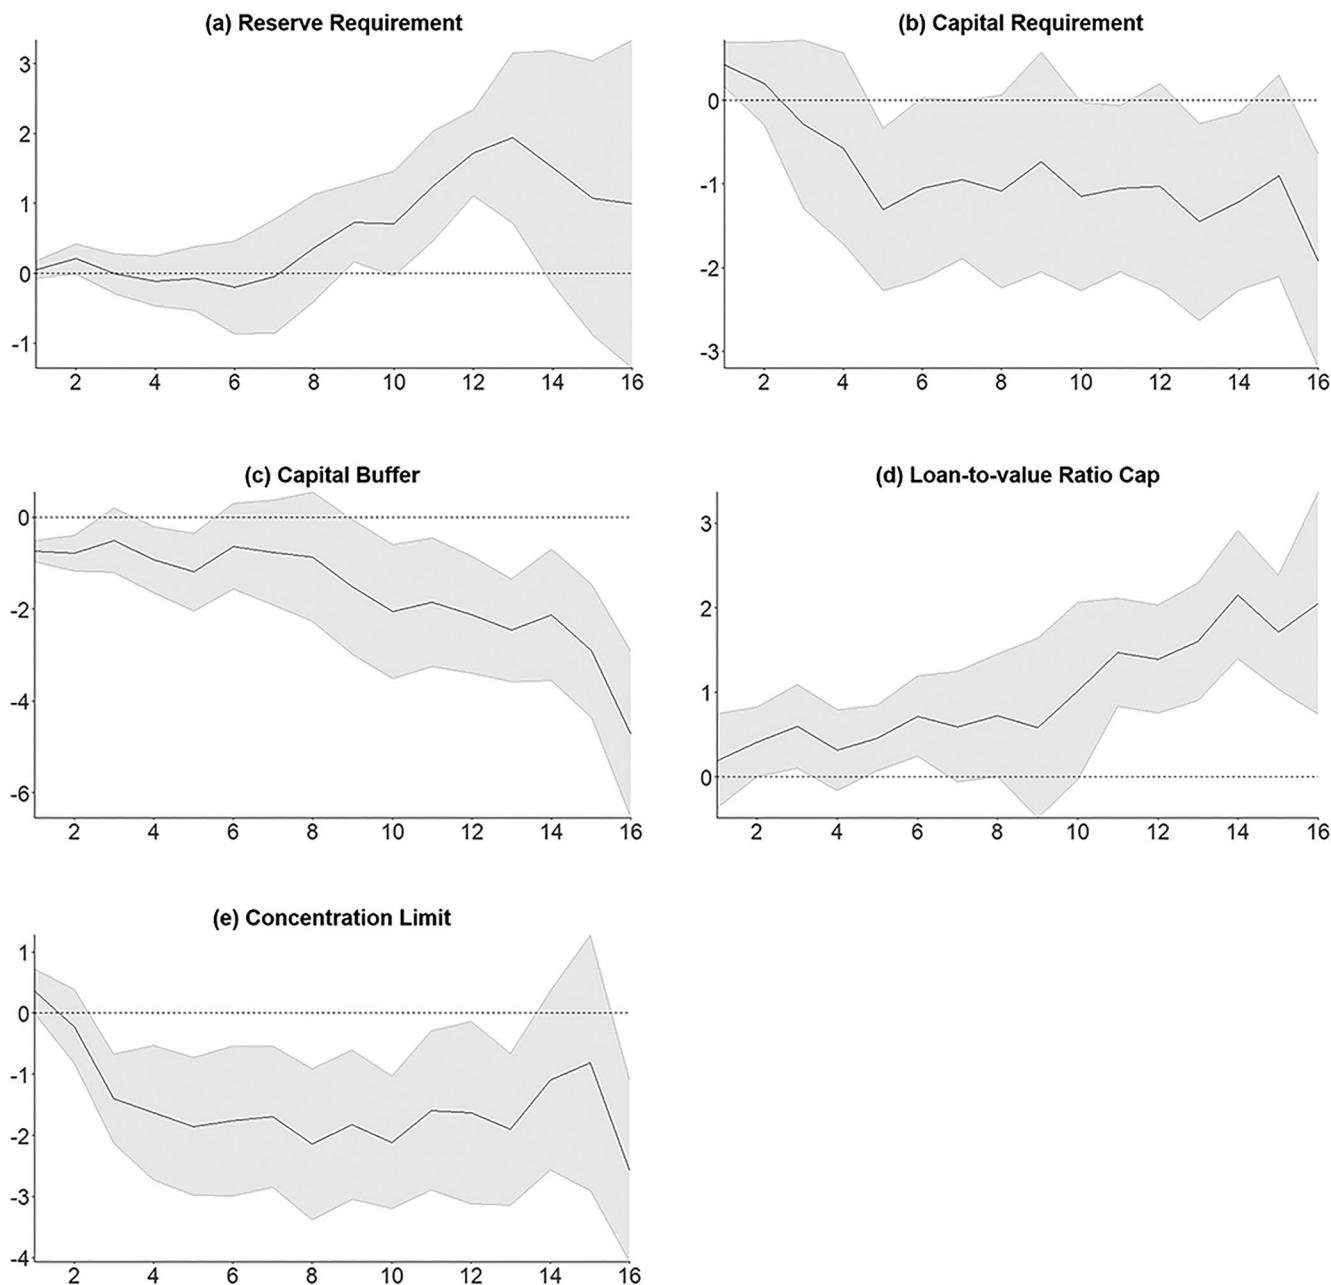 (a) Reserve Requirement
3
2
1
0
-1
2 4 6 8 10 12 14 16
(b) Capital Requirement
0
-1
-2
-3
2 4 6 8 10 12 14 16
(c) Capital Buffer
0
-2
-4
-6
2 4 6 8 10 12 14 16
(d) Loan-to-value Ratio Cap
3
2
1
0
2 4 6 8 10 12 14 16
(e) Concentration Limit
1
0
-1
-2
-3
-4
2 4 6 8 10 12 14 16